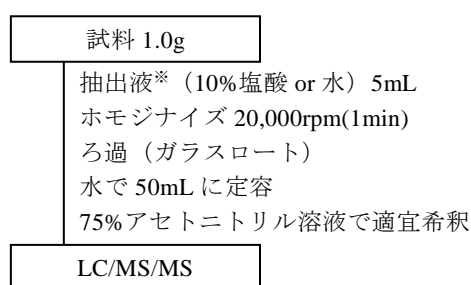 試料 1.0g
抽出液※（10%塩酸 or 水）5mL
ホモジナイズ 20,000rpm(1min)
ろ過（ガラスロート）
水で 50mL に定容
75%アセトニトリル溶液で適宜希釈
LC/MS/MS